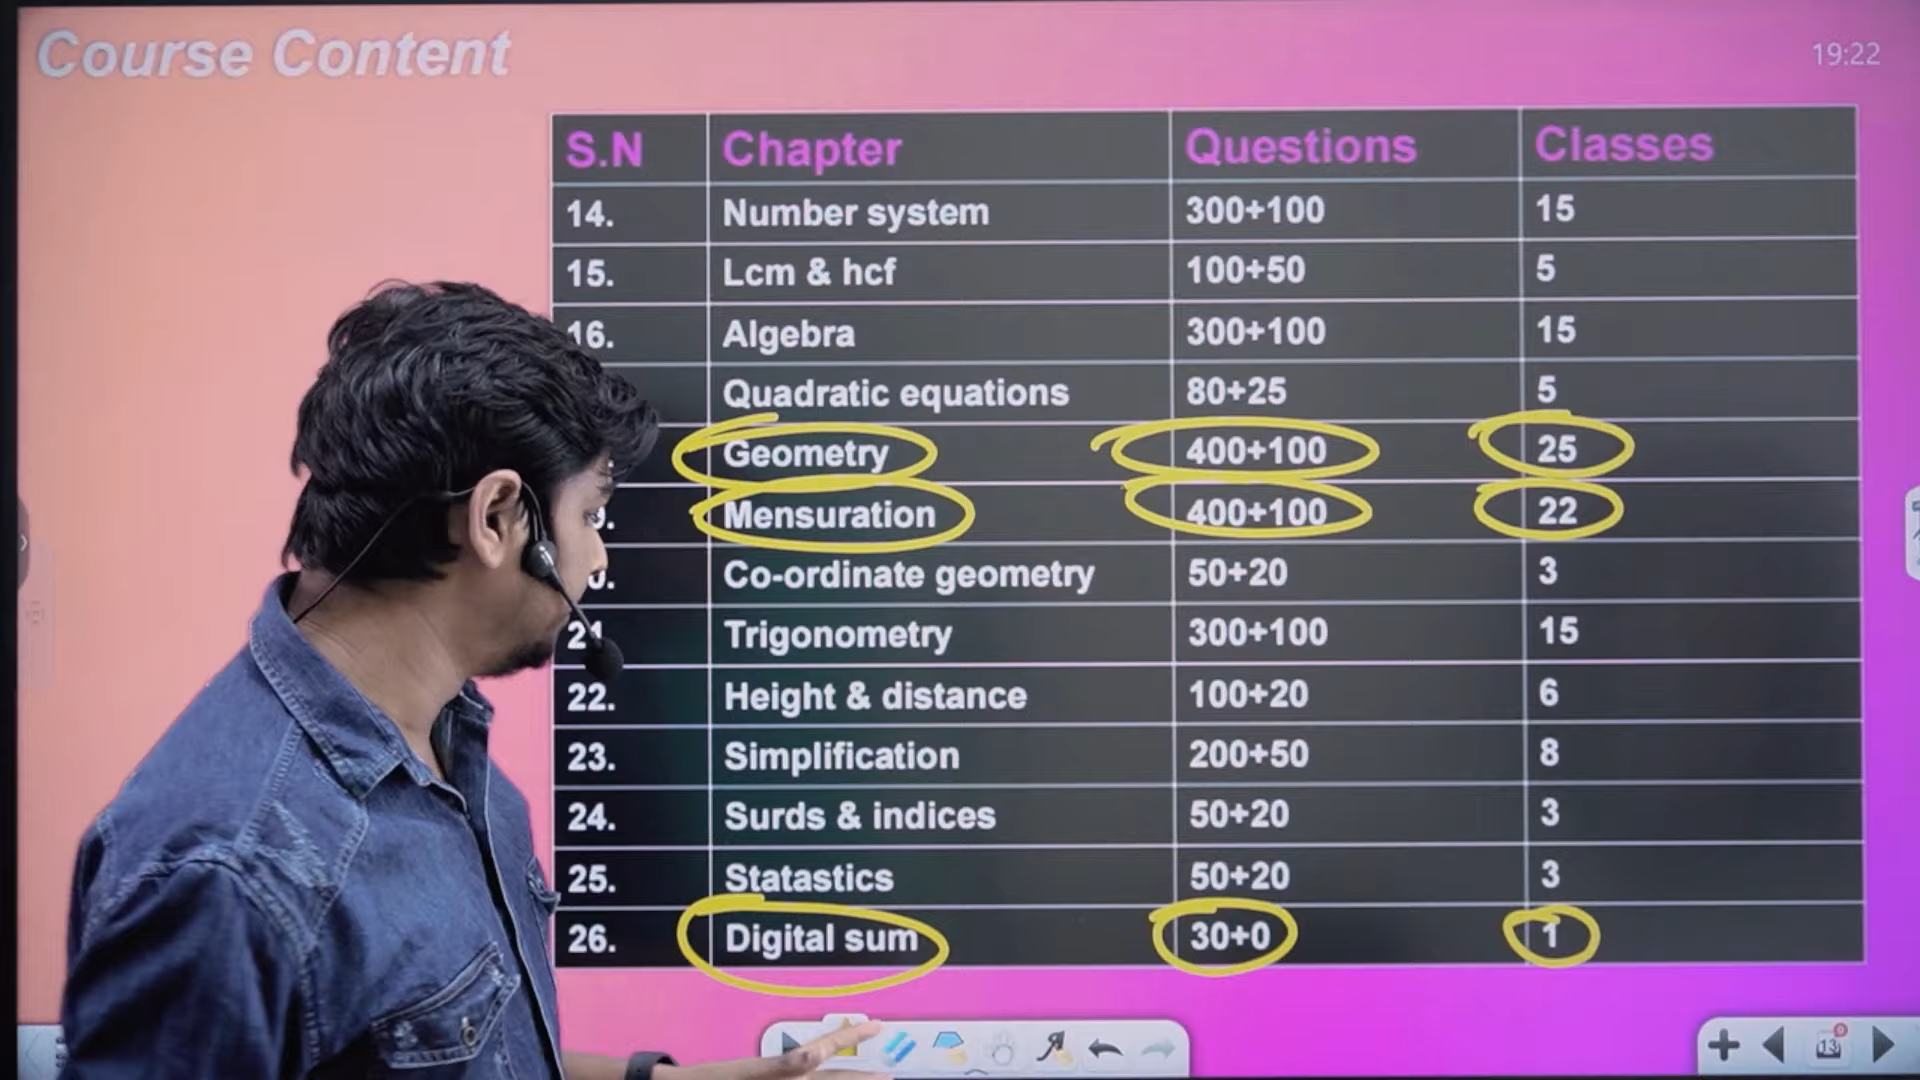 Course Content
19:22
S.N Chapter Questions Classes
14. Number system 300+100 15
15. Lcm & hcf 100+50 5
16. Algebra 300+100 15
Quadratic equations 80+25 5
Geometry 400+100 25
Mensuration 400+100 22
Co-ordinate geometry 50+20 3
21 Trigonometry 300+100 15
22. Height & distance 100+20 6
23. Simplification 200+50 8
24. Surds & indices 50+20 3
25. Statastics 50+20 3
26. Digital sum 30+0 1
13